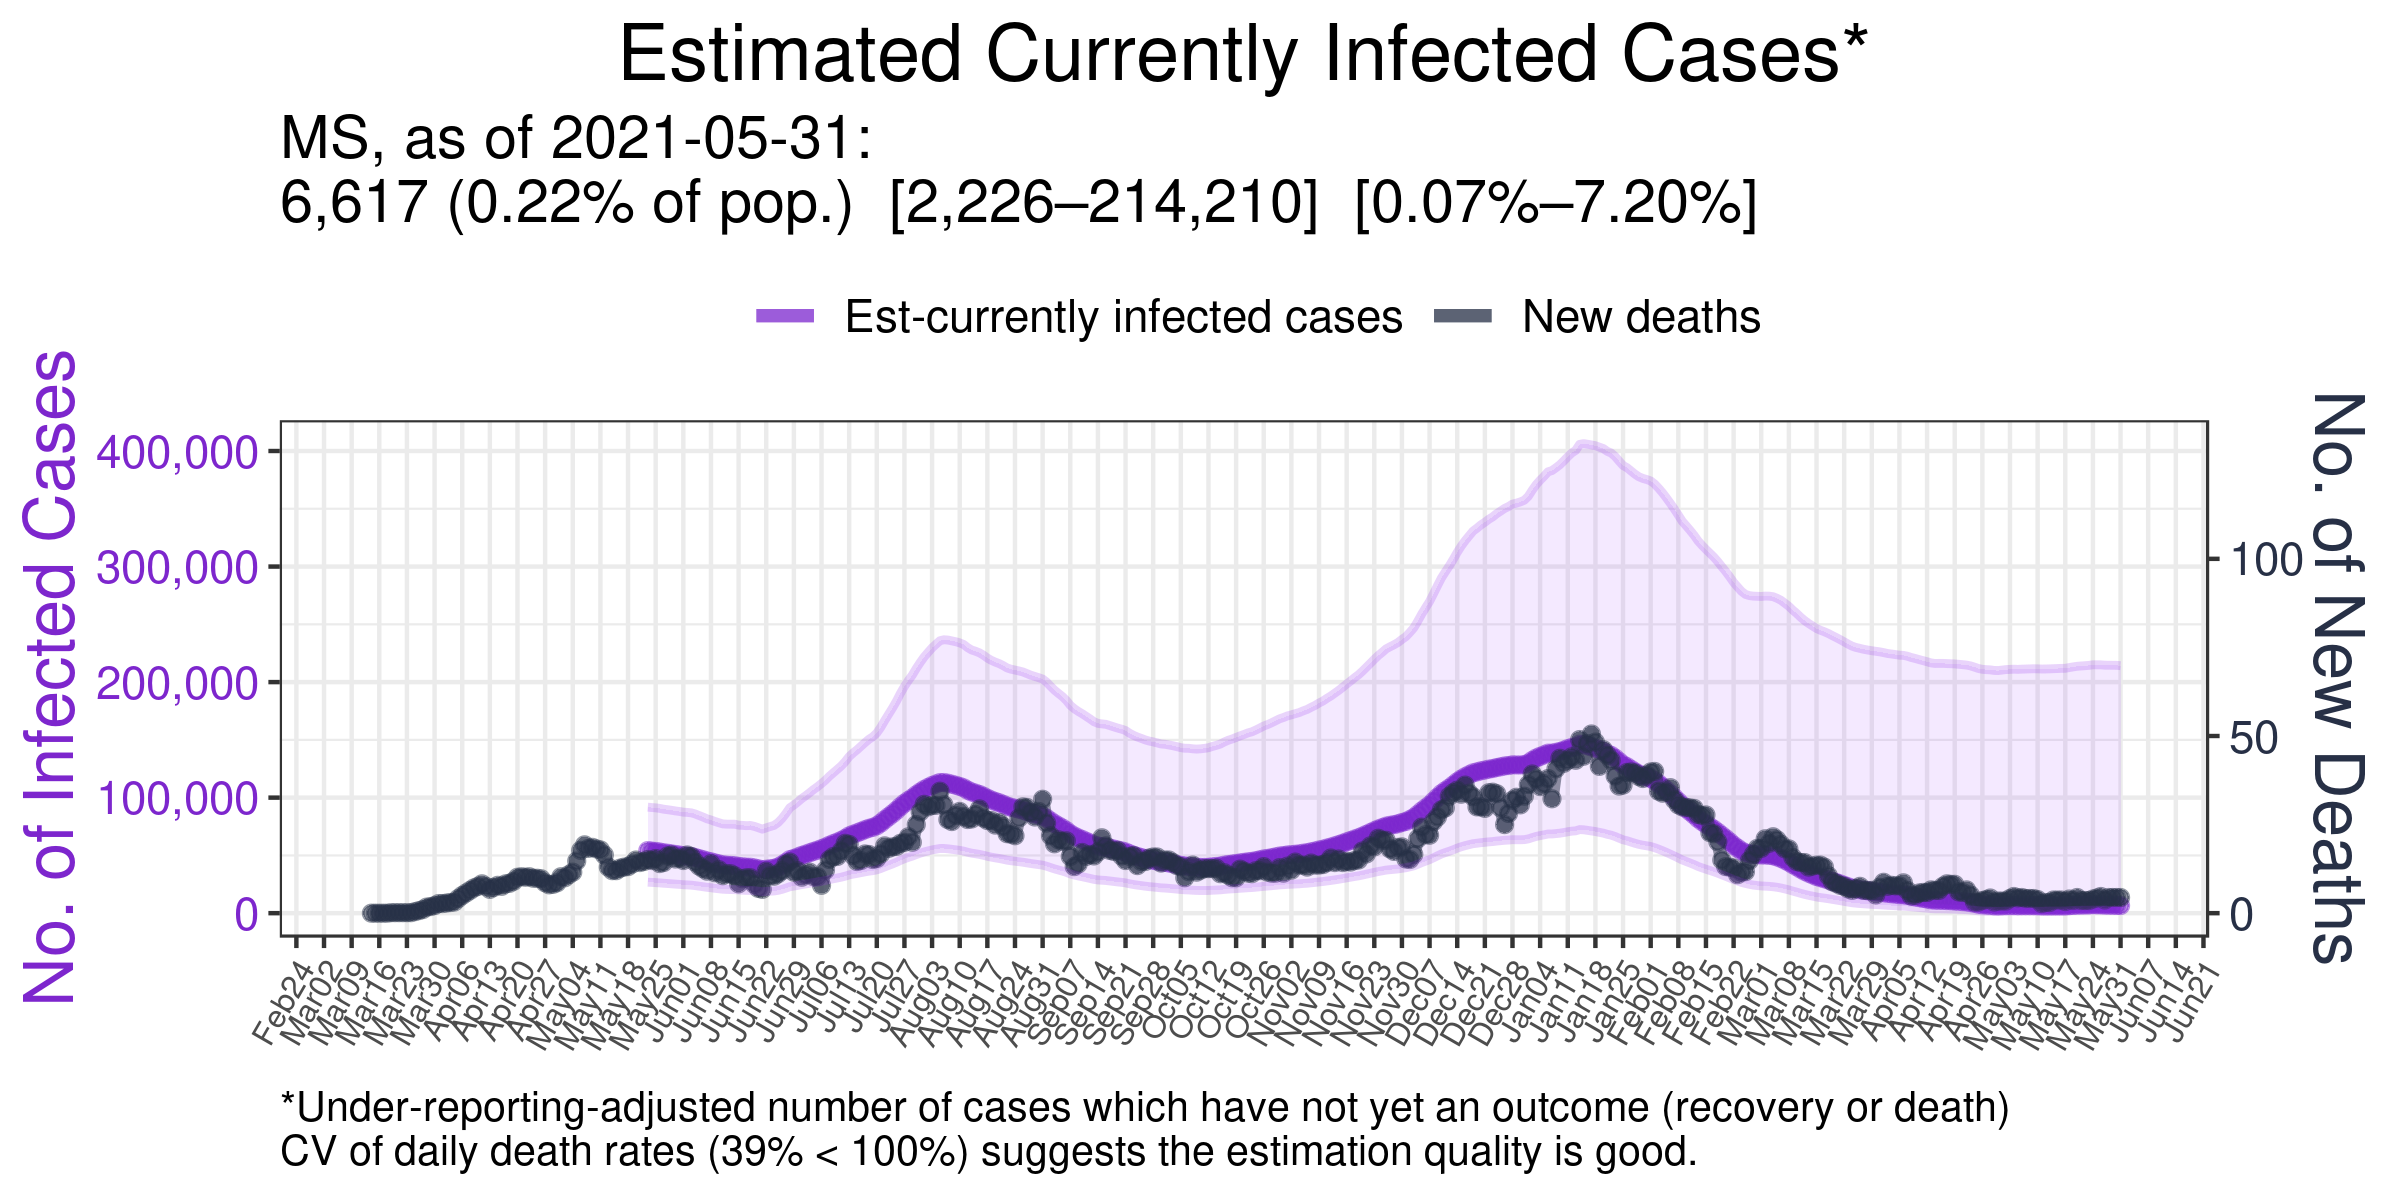 Estimated Currently Infected Cases*
MS, as of 2021-05-31:
6,617 (0.22% of pop.) [2,226–214,210] [0.07%–7.20%]
Est-currently infected cases
New deaths
No. of Infected Cases
400,000
300,000
200,000
100,000
0
No. of New Deaths
100
50
0
Feb24
Mar02
Mar09
Mar16
Mar23
Mar30
Apr06
Apr13
Apr20
Apr27
May04
May11
May18
May25
Jun01
Jun08
Jun15
Jun22
Jun29
Jul06
Jul13
Jul20
Jul27
Aug03
Aug10
Aug17
Aug24
Aug31
Sep07
Sep14
Sep21
Sep28
Oct05
Oct12
Oct19
Oct26
Nov02
Nov09
Nov16
Nov23
Nov30
Dec07
Dec14
Dec21
Dec28
Jan04
Jan11
Jan18
Jan25
Feb01
Feb08
Feb15
Feb22
Mar01
Mar08
Mar15
Mar22
Mar29
Apr05
Apr12
Apr19
Apr26
May03
May10
May17
May24
May31
Jun07
Jun14
Jun21
*Under-reporting-adjusted number of cases which have not yet an outcome (recovery or death)
CV of daily death rates (39% < 100%) suggests the estimation quality is good.